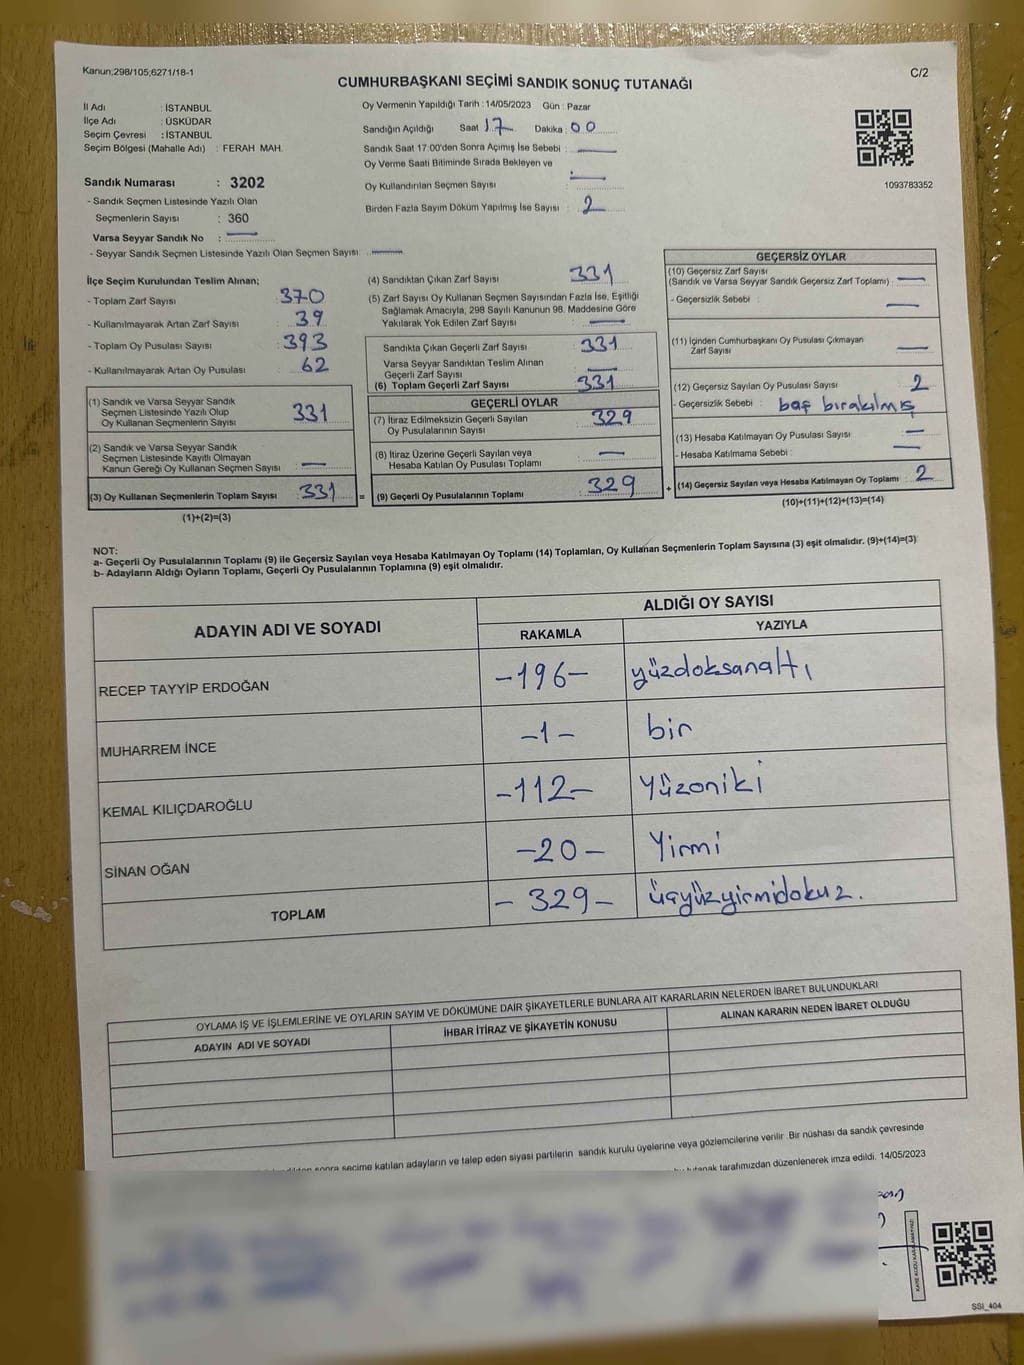 Kanun;298/105;6271/18-1
C/2
CUMHURBAŞKANI SEÇİMİ SANDIK SONUÇ TUTANAĞI
İl Adı : İSTANBUL
İlçe Adı : ÜSKÜDAR
Seçim Çevresi : İSTANBUL
Seçim Bölgesi (Mahalle Adı) : FERAH MAH.
Oy Vermenin Yapıldığı Tarih : 14/05/2023 Gün : Pazar
Sandığın Açıldığı Saat 17 Dakika : 00
Sandık Saat 17:00'den Sonra Açımış İse Sebebi : —
Oy Verme Saati Bitiminde Sırada Bekleyen ve
Oy Kullandırılan Seçmen Sayısı : —
Birden Fazla Sayım Döküm Yapılmış İse Sayısı : 2
1093783352
Sandık Numarası : 3202
- Sandık Seçmen Listesinde Yazılı Olan
Seçmenlerin Sayısı : 360
Varsa Seyyar Sandık No : —
- Seyyar Sandık Seçmen Listesinde Yazılı Olan Seçmen Sayısı: —
İlçe Seçim Kurulundan Teslim Alınan;
- Toplam Zarf Sayısı 370
- Kullanılmayarak Artan Zarf Sayısı 39
- Toplam Oy Pusulası Sayısı 393
- Kullanılmayarak Artan Oy Pusulası 62
(1) Sandık ve Varsa Seyyar Sandık
Seçmen Listesinde Yazılı Olup
Oy Kullanan Seçmenlerin Sayısı 331
(2) Sandık ve Varsa Seyyar Sandık
Seçmen Listesinde Kayıtlı Olmayan
Kanun Gereği Oy Kullanan Seçmen Sayısı —
(3) Oy Kullanan Seçmenlerin Toplam Sayısı : 331
(1)+(2)=(3)
(4) Sandıktan Çıkan Zarf Sayısı 331
(5) Zarf Sayısı Oy Kullanan Seçmen Sayısından Fazla İse, Eşitliği
Sağlamak Amacıyla, 298 Sayılı Kanunun 98. Maddesine Göre
Yakılarak Yok Edilen Zarf Sayısı : —
Sandıkta Çıkan Geçerli Zarf Sayısı : 331
Varsa Seyyar Sandıktan Teslim Alınan
Geçerli Zarf Sayısı —
(6) Toplam Geçerli Zarf Sayısı 331
GEÇERLİ OYLAR
(7) İtiraz Edilmeksizin Geçerli Sayılan
Oy Pusulalarının Sayısı : 329
(8) İtiraz Üzerine Geçerli Sayılan veya
Hesaba Katılan Oy Pusulası Toplamı : —
= (9) Geçerli Oy Pusulalarının Toplamı : 329
GEÇERSİZ OYLAR
(10) Geçersiz Zarf Sayısı
(Sandık ve Varsa Seyyar Sandık Geçersiz Zarf Toplamı) : —
- Geçersizlik Sebebi : —
(11) İçinden Cumhurbaşkanı Oy Pusulası Çıkmayan
Zarf Sayısı —
(12) Geçersiz Sayılan Oy Pusulası Sayısı 2
- Geçersizlik Sebebi : boş bırakılmış
(13) Hesaba Katılmayan Oy Pusulası Sayısı —
- Hesaba Katılmama Sebebi : —
+ (14) Geçersiz Sayılan veya Hesaba Katılmayan Oy Toplamı : 2
(10)+(11)+(12)+(13)=(14)
NOT:
a- Geçerli Oy Pusulalarının Toplamı (9) ile Geçersiz Sayılan veya Hesaba Katılmayan Oy Toplamı (14) Toplamları, Oy Kullanan Seçmenlerin Toplam Sayısına (3) eşit olmalıdır. (9)+(14)=(3)
b- Adayların Aldığı Oyların Toplamı, Geçerli Oy Pusulalarının Toplamına (9) eşit olmalıdır.
ADAYIN ADI VE SOYADI
ALDIĞI OY SAYISI
RAKAMLA YAZIYLA
RECEP TAYYİP ERDOĞAN -196- yüzdoksanaltı
MUHARREM İNCE -1- bir
KEMAL KILIÇDAROĞLU -112- Yüzoniki
SİNAN OĞAN -20- Yirmi
TOPLAM -329- üçyüzyirmidokuz.
OYLAMA İŞ VE İŞLEMLERİNE VE OYLARIN SAYIM VE DÖKÜMÜNE DAİR ŞİKAYETLERLE BUNLARA AİT KARARLARIN NELERDEN İBARET BULUNDUKLARI
ADAYIN ADI VE SOYADI
İHBAR İTİRAZ VE ŞİKAYETİN KONUSU
ALINAN KARARIN NEDEN İBARET OLDUĞU
sonra seçime katılan adayların ve talep eden siyasi partilerin sandık kurulu üyelerine veya gözlemcilerine verilir. Bir nüshası da sandık çevresinde
tutanak tarafımızdan düzenlenerek imza edildi. 14/05/2023
SSİ_404